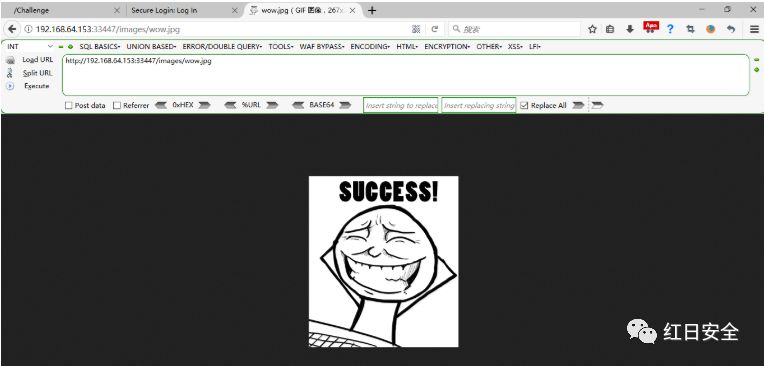 /Challenge
Secure Login: Log In
wow.jpg ( GIF 图像，267x...
192.168.64.153:33447/images/wow.jpg
搜索
INT
SQL BASICS UNION BASED ERROR/DOUBLE QUERY TOOLS WAF BYPASS ENCODING HTML ENCRYPTION OTHER XSS LFI
Load URL
http://192.168.64.153:33447/images/wow.jpg
Split URL
Execute
Post data Referrer 0xHEX %URL BASE64 Insert string to replace Insert replacing string Replace All
SUCCESS!
红日安全